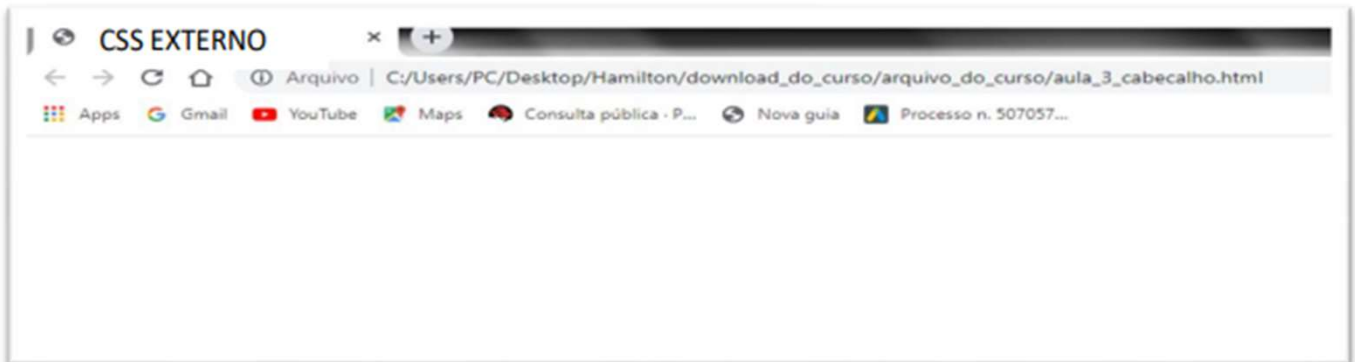 CSS EXTERNO
Arquivo | C:/Users/PC/Desktop/Hamilton/download_do_curso/arquivo_do_curso/aula_3_cabecalho.html
Apps Gmail YouTube Maps Consulta pública - P... Nova guia Processo n. 507057...